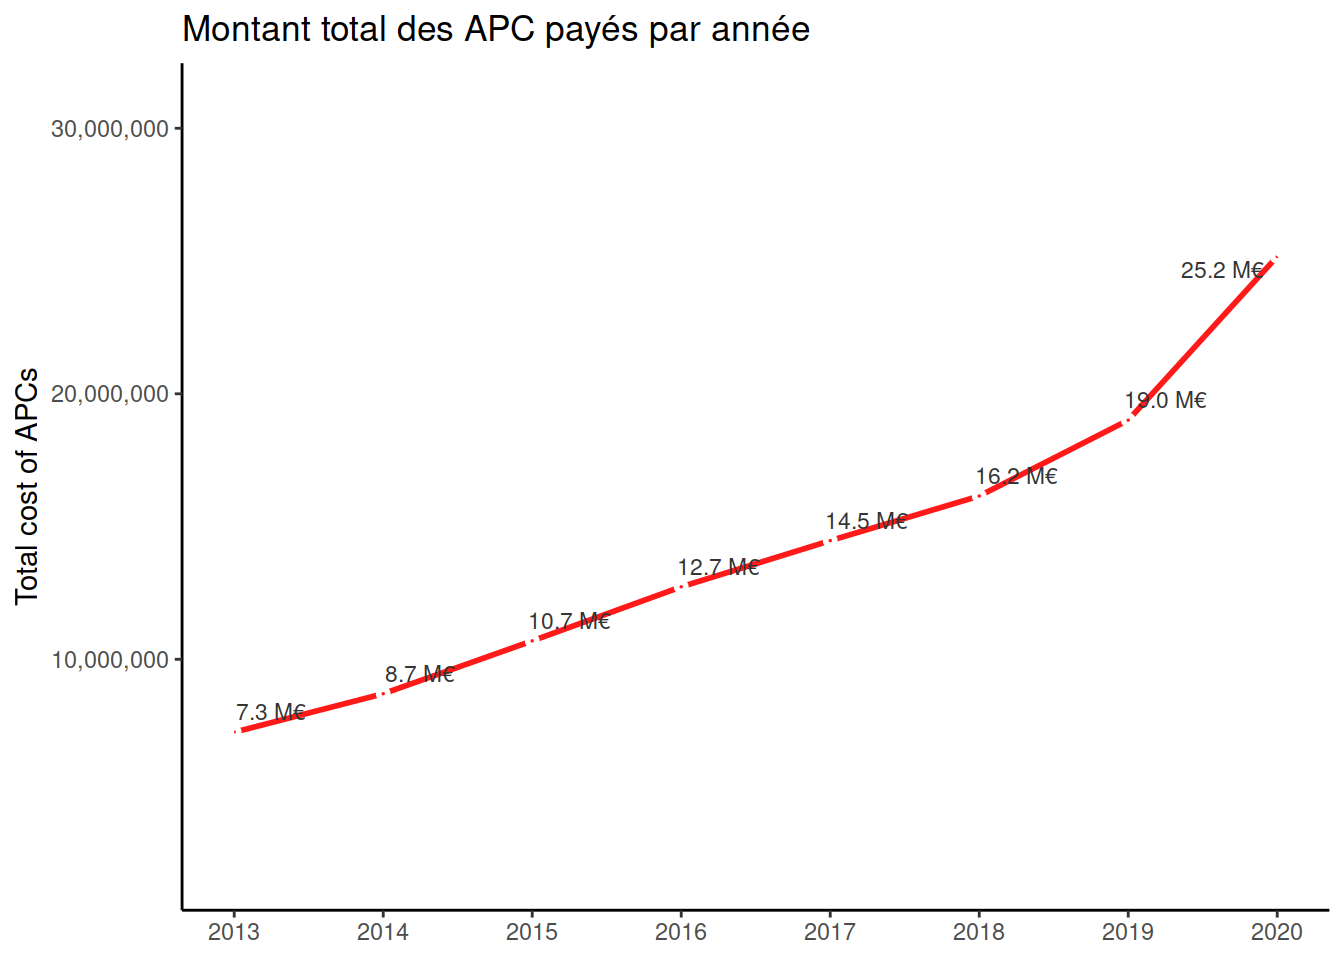 Montant total des APC payés par année
Total cost of APCs
30,000,000
20,000,000
10,000,000
7.3 M€
8.7 M€
10.7 M€
12.7 M€
14.5 M€
16.2 M€
19.0 M€
25.2 M€
2013 2014 2015 2016 2017 2018 2019 2020